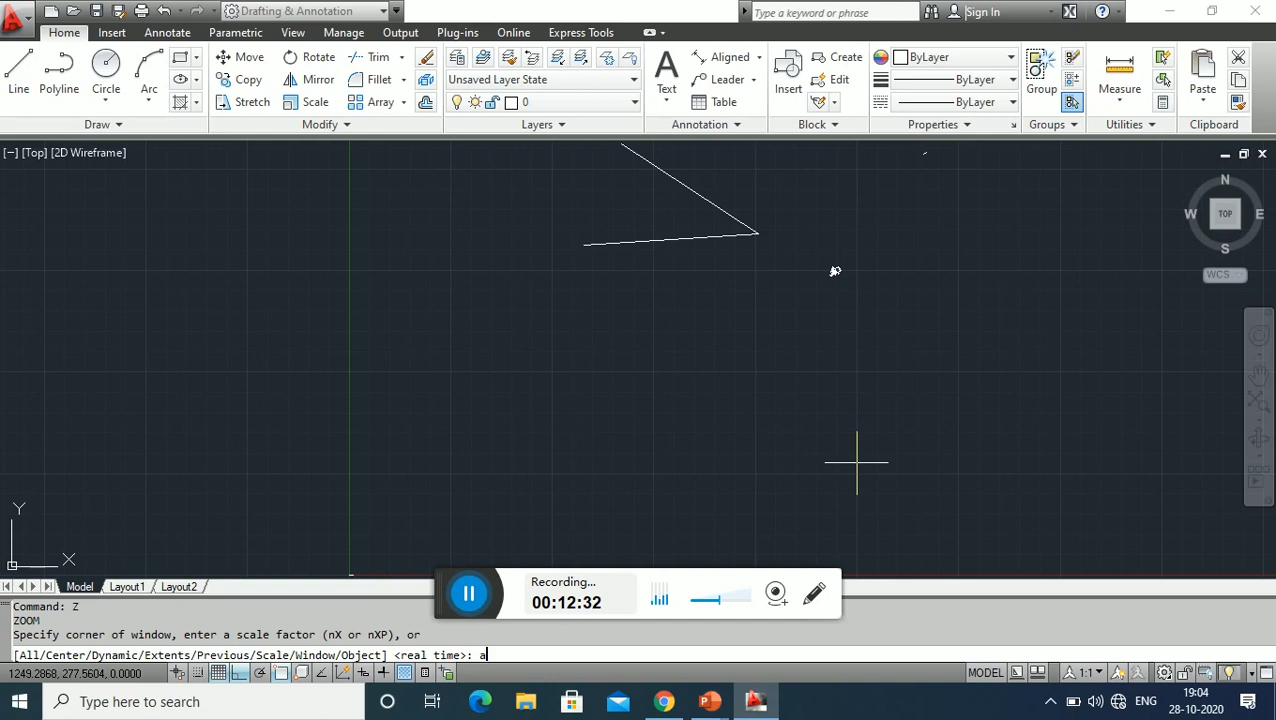 Drafting & Annotation
Type a keyword or phrase
Sign In
Home Insert Annotate Parametric View Manage Output Plug-ins Online Express Tools
Move Rotate Trim
Unsaved Layer State
Aligned
Create
ByLayer
Copy Mirror Fillet
Leader
Edit
ByLayer
Line Polyline Circle Arc
Text
Insert
Group
Measure
Paste
Stretch Scale Array
0
Table
ByLayer
Draw
Modify
Layers
Annotation
Block
Properties
Groups
Utilities
Clipboard
[−] [Top] [2D Wireframe]
N
W TOP E
S
WCS
Y
X
Model Layout1 Layout2
Recording...
00:12:32
Command: Z
ZOOM
Specify corner of window, enter a scale factor (nX or nXP), or
[All/Center/Dynamic/Extents/Previous/Scale/Window/Object] <real time>: a
1249.2868, 277.5604, 0.0000
MODEL
1:1
Type here to search
ENG
19:04
28-10-2020